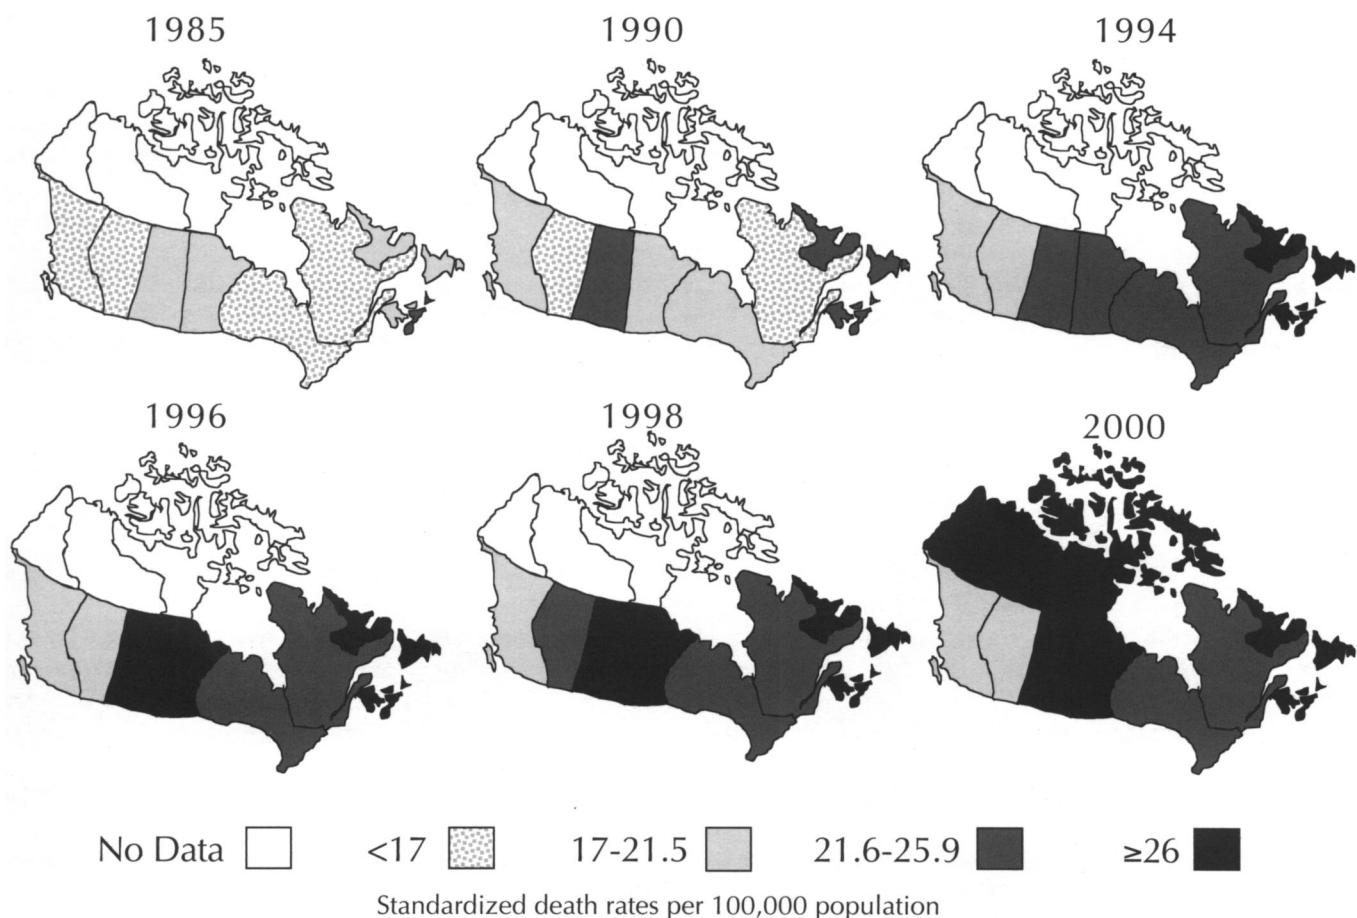 1985 1990 1994
1996 1998 2000
No Data <17 17-21.5 21.6-25.9 ≥26
Standardized death rates per 100,000 population